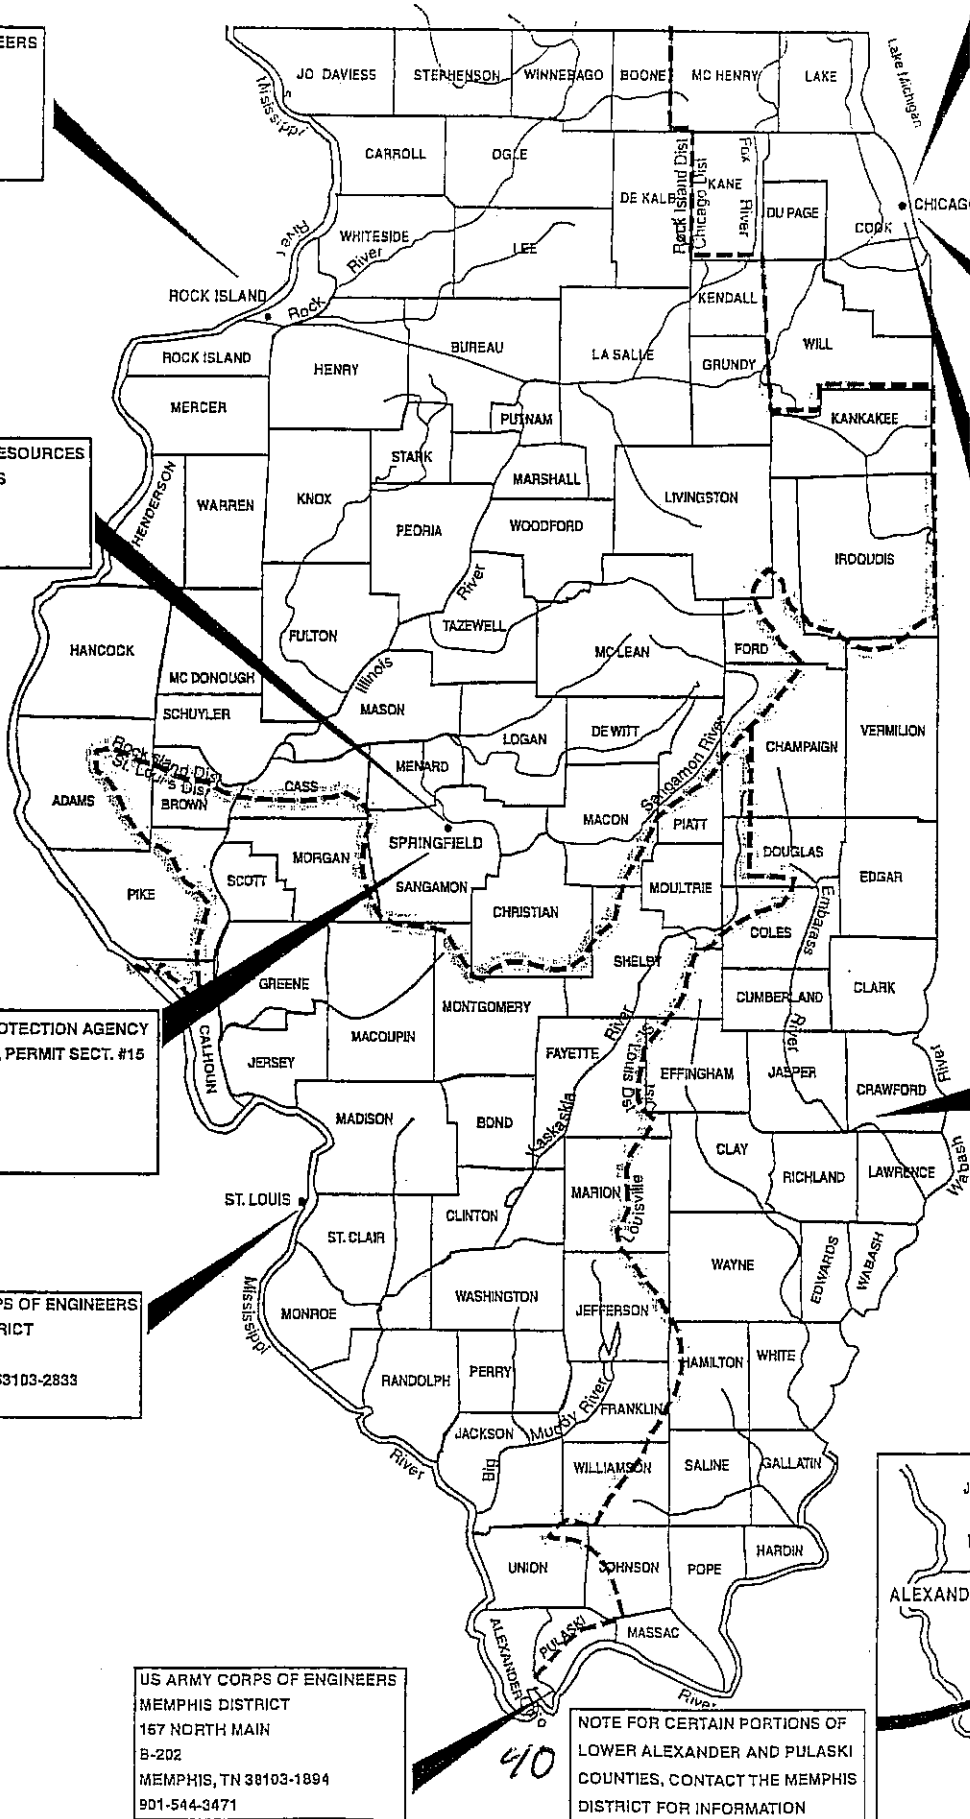 EERS
JO DAVIESS
STEPHENSON
WINNEBAGO
BOONE
MC HENRY
LAKE
Lake Michigan
Mississippi
CARROLL
OGLE
DE KALB
Rock Island Dist
Chicago Dist
KANE
Fox
River
DU PAGE
COOK
CHICAGO
River
WHITESIDE
River
LEE
KENDALL
ROCK ISLAND
Rock
ROCK ISLAND
HENRY
BUREAU
LA SALLE
GRUNDY
WILL
MERCER
PUTNAM
KANKAKEE
ESOURCES
S
HENDERSON
WARREN
KNOX
STARK
MARSHALL
PEORIA
WOODFORD
LIVINGSTON
IROQUDIS
River
HANCOCK
FULTON
TAZEWELL
MC LEAN
FORD
MC DONOUGH
Illinois
SCHUYLER
MASON
LOGAN
DE WITT
CHAMPAIGN
VERMILION
Rock Island Dist
St. Louis Dist
ADAMS
BROWN
CASS
MENARD
Sangamon River
MACON
PIATT
SPRINGFIELD
MORGAN
DOUGLAS
PIKE
SCOTT
SANGAMON
MOULTRIE
EDGAR
CHRISTIAN
Embarass
COLES
SHELBY
GREENE
MONTGOMERY
CUMBERLAND
CLARK
OTECTION AGENCY
, PERMIT SECT. #15
CALHOUN
JERSEY
MACOUPIN
FAYETTE
River
St. Louis Dist
EFFINGHAM
JASPER
River
CRAWFORD
River
MADISON
BOND
Kaskaskia
CLAY
RICHLAND
LAWRENCE
Wabash
ST. LOUIS
MARION
Louisville
CLINTON
ST. CLAIR
WAYNE
EDWARDS
WABASH
PS OF ENGINEERS
RICT
63103-2833
Mississippi
MONROE
WASHINGTON
JEFFERSON
RANDOLPH
PERRY
HAMILTON
WHITE
FRANKLIN
JACKSON
Big
Muddy River
River
WILLIAMSON
SALINE
GALLATIN
UNION
JOHNSON
POPE
HARDIN
ALEXAND
ALEXANDER
PULASKI
MASSAC
Ohio
River
US ARMY CORPS OF ENGINEERS
MEMPHIS DISTRICT
167 NORTH MAIN
B-202
MEMPHIS, TN 38103-1894
901-544-3471
40
NOTE FOR CERTAIN PORTIONS OF
LOWER ALEXANDER AND PULASKI
COUNTIES, CONTACT THE MEMPHIS
DISTRICT FOR INFORMATION